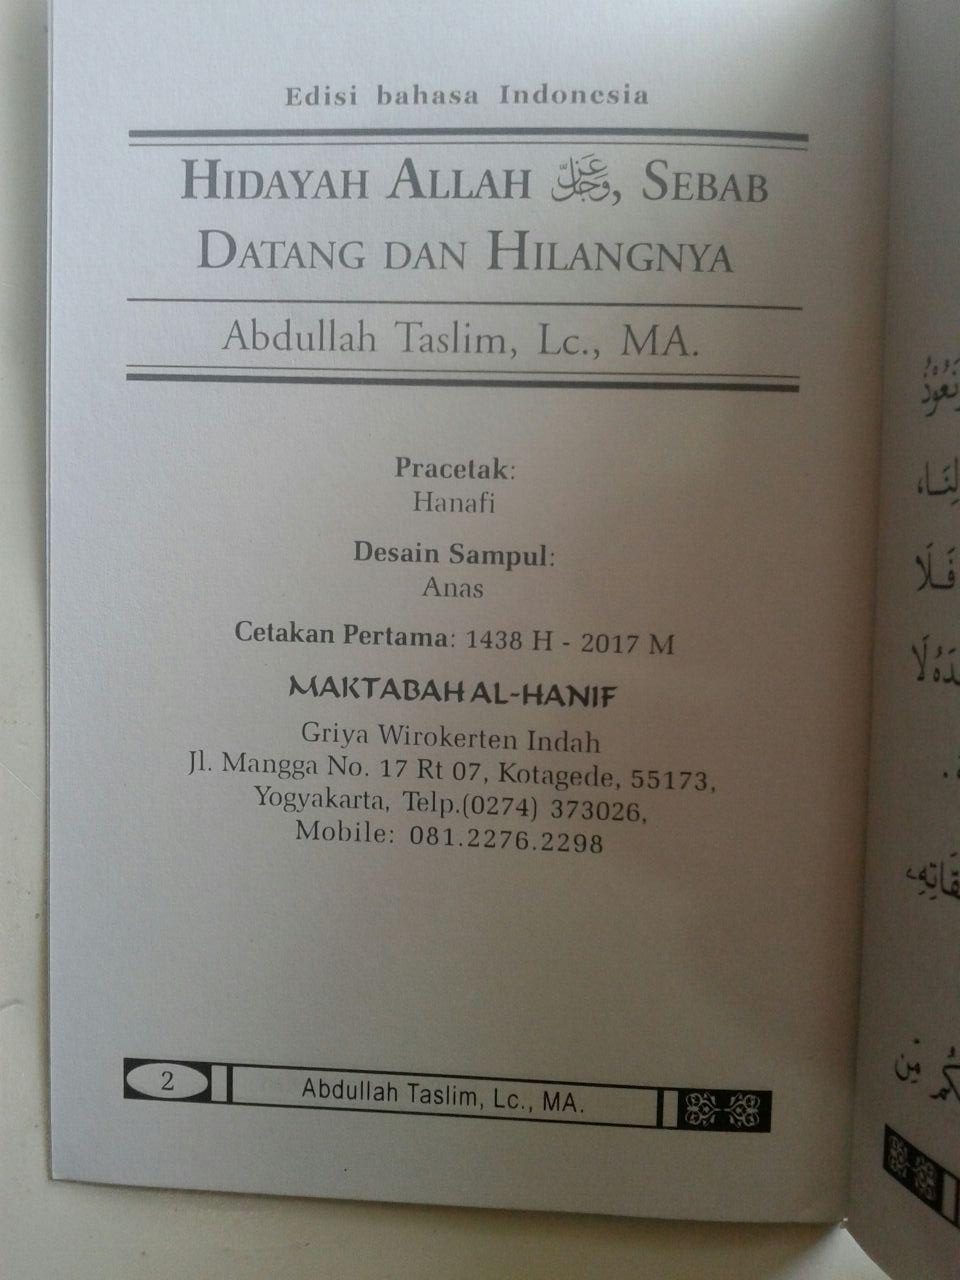 Edisi bahasa Indonesia
HIDAYAH ALLAH عَزَّ وَجَلَّ, SEBAB
DATANG DAN HILANGNYA
Abdullah Taslim, Lc., MA.
Pracetak:
Hanafi
Desain Sampul:
Anas
Cetakan Pertama: 1438 H - 2017 M
MAKTABAH AL-HANIF
Griya Wirokerten Indah
Jl. Mangga No. 17 Rt 07, Kotagede, 55173,
Yogyakarta, Telp.(0274) 373026,
Mobile: 081.2276.2298
2 Abdullah Taslim, Lc., MA.
فَلَا